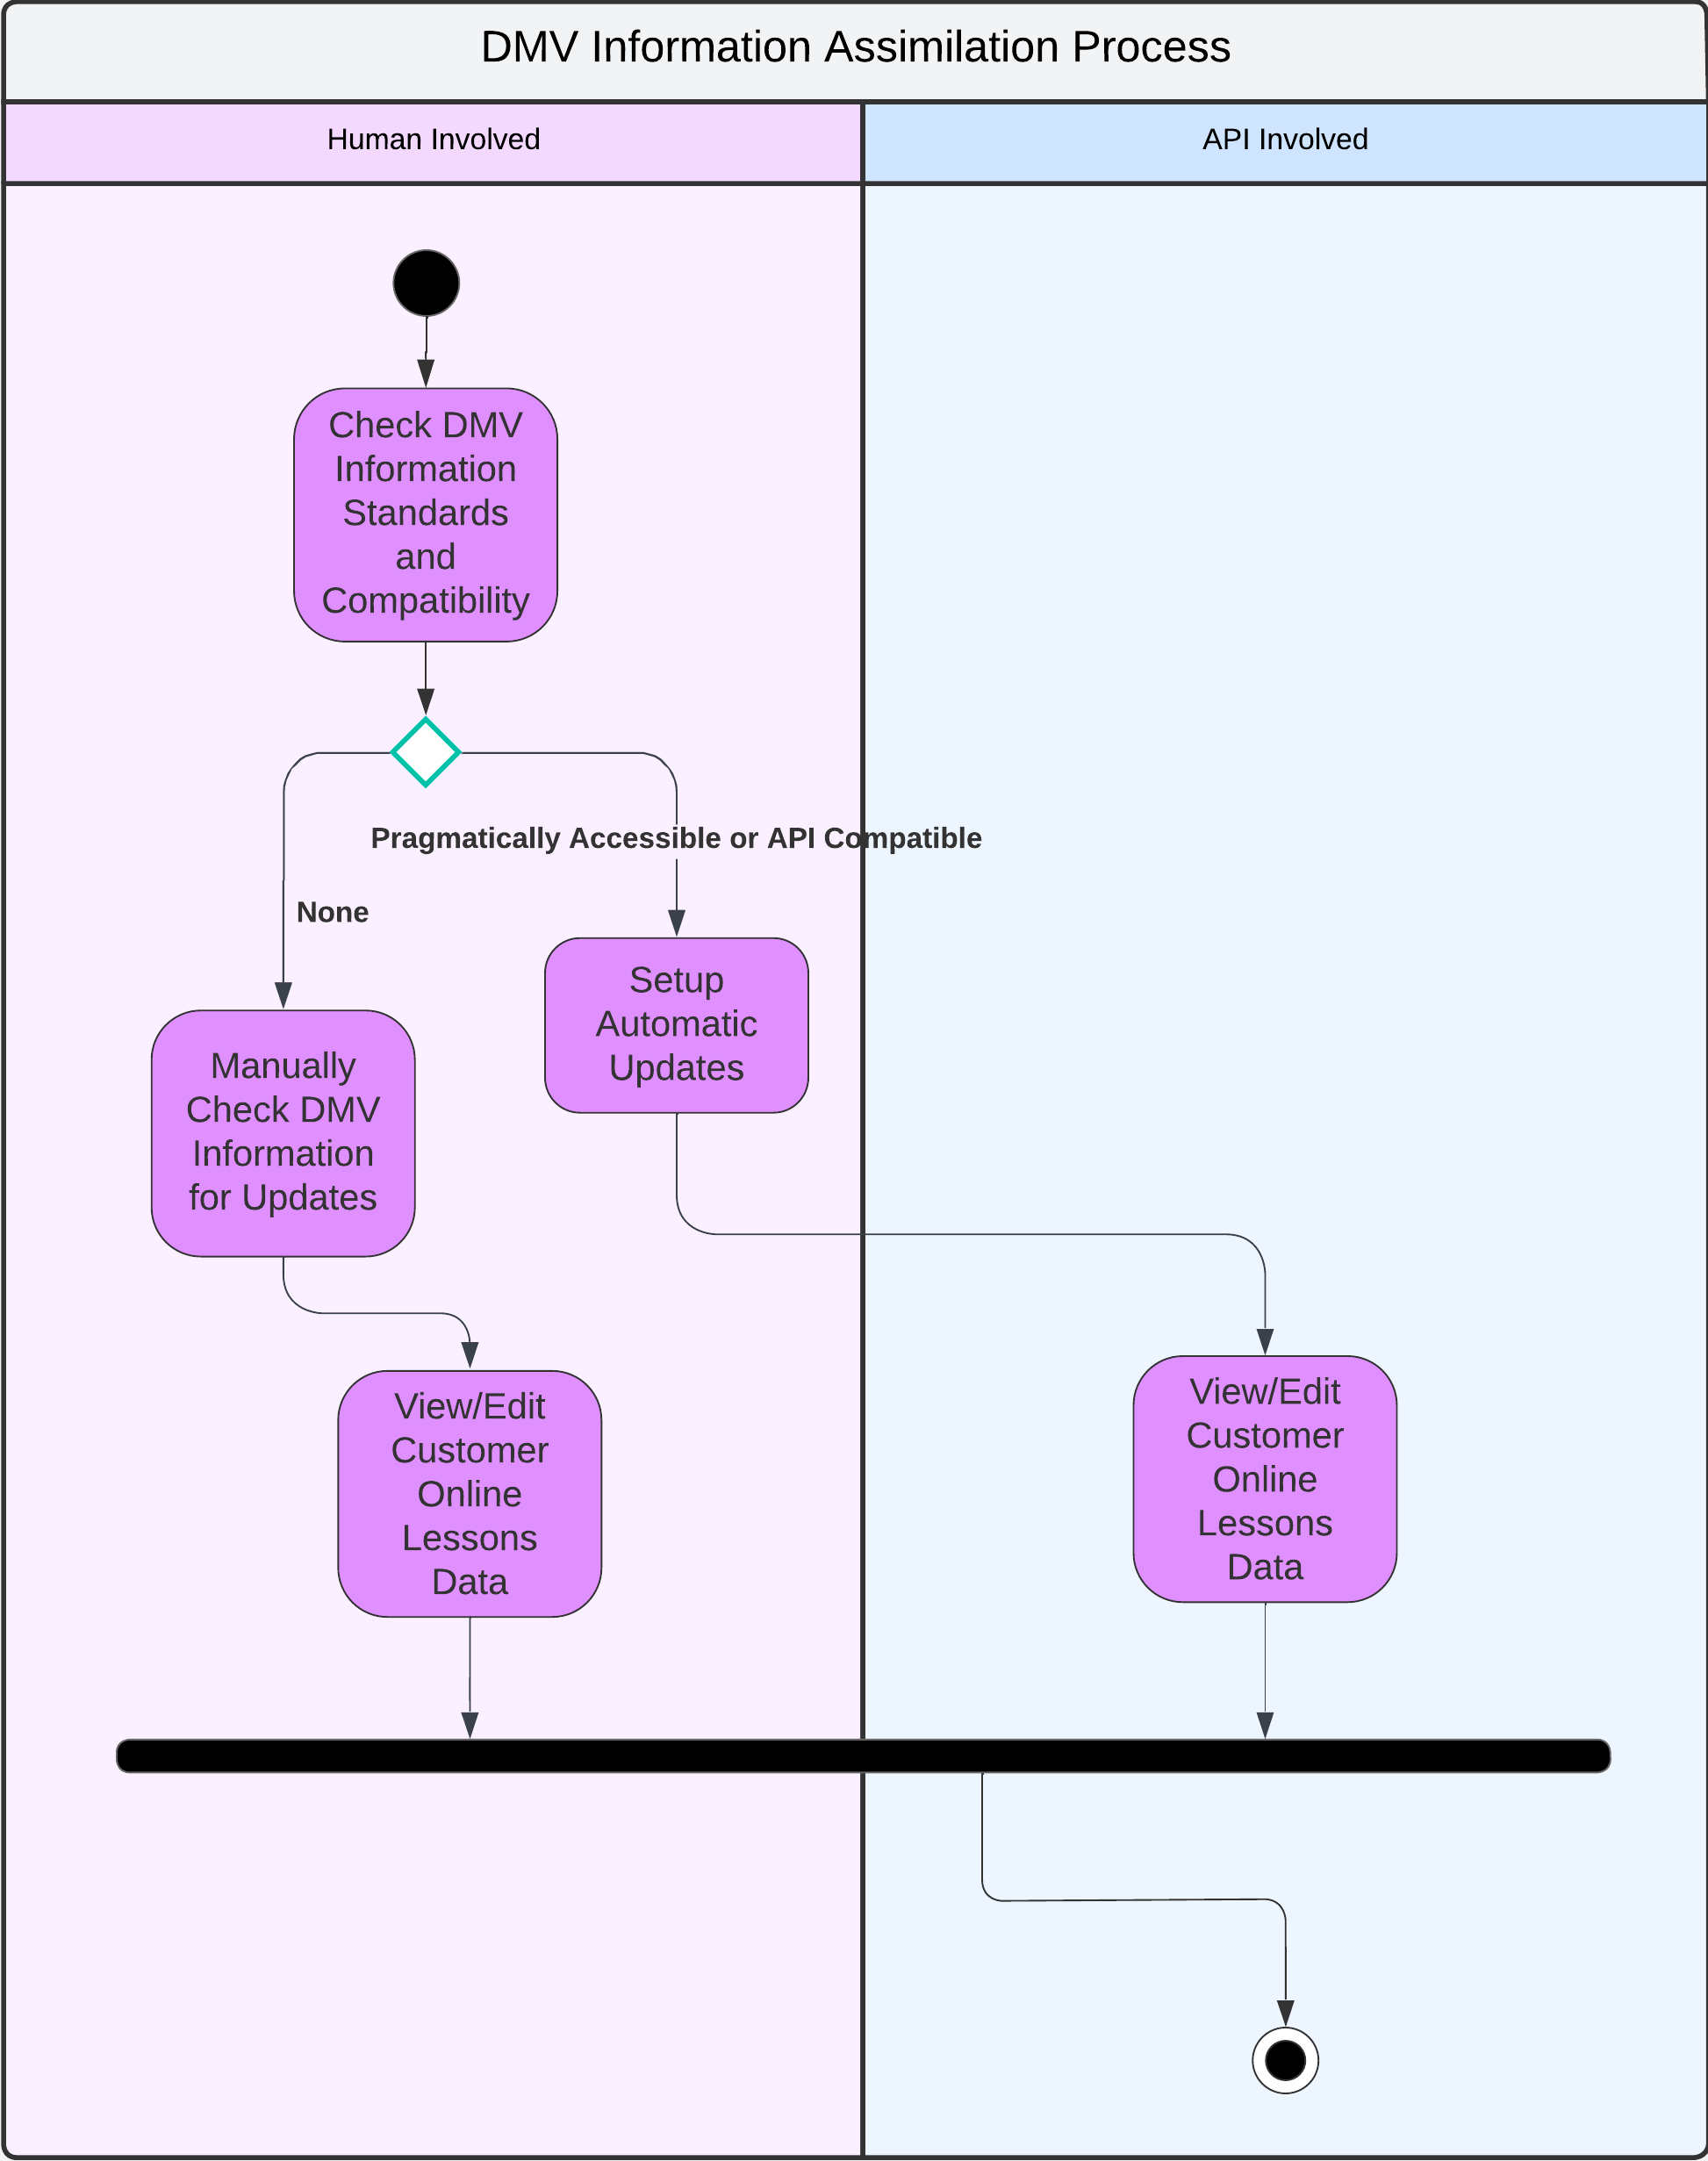 DMV Information Assimilation Process
Human Involved
API Involved
Check DMV
Information
Standards
and
Compatibility
Pragmatically Accessible or API Compatible
None
Setup
Automatic
Updates
Manually
Check DMV
Information
for Updates
View/Edit
Customer
Online
Lessons
Data
View/Edit
Customer
Online
Lessons
Data